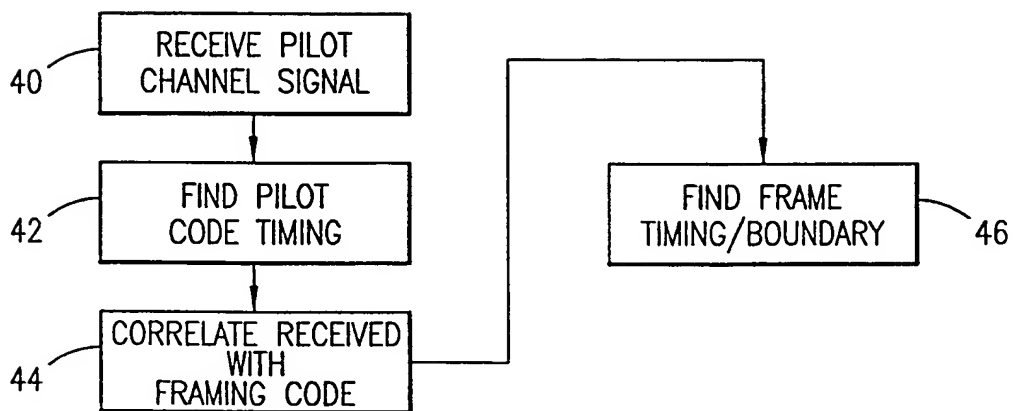 40
RECEIVE PILOT
CHANNEL SIGNAL
42
FIND PILOT
CODE TIMING
44
CORRELATE RECEIVED
WITH
FRAMING CODE
FIND FRAME
TIMING/BOUNDARY
46